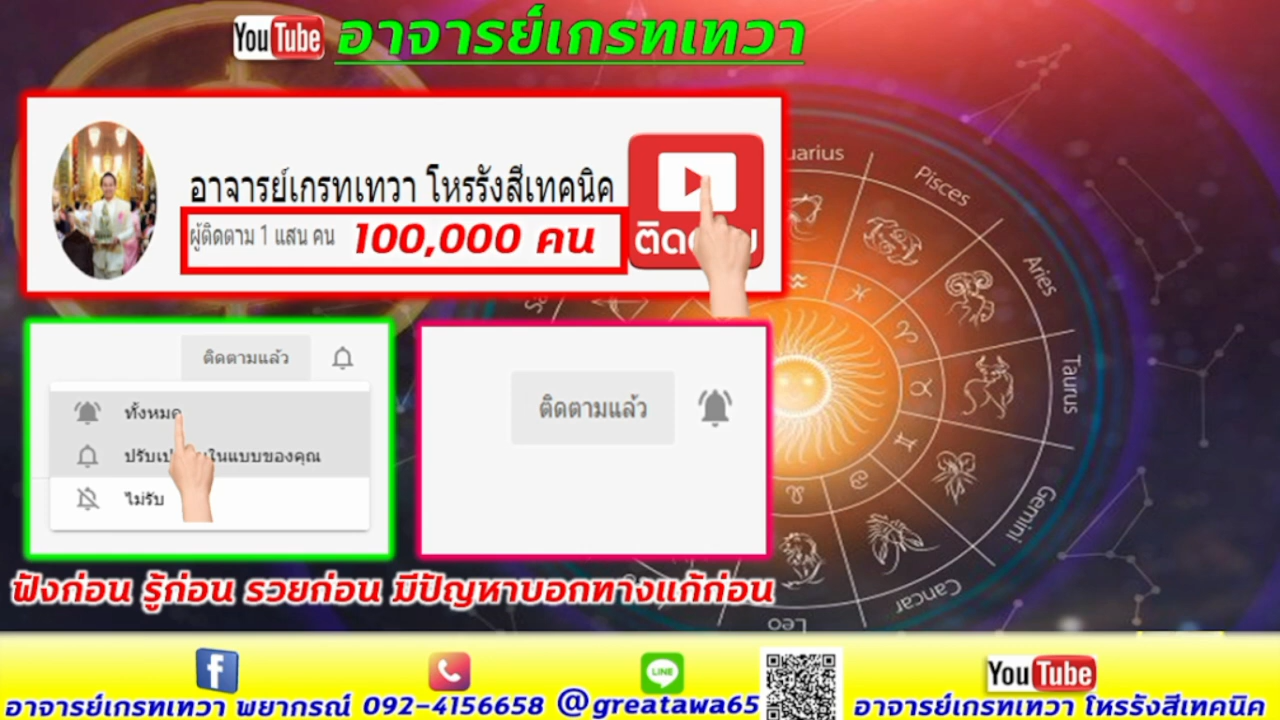 YouTube อาจารย์เกรทเทวา
อาจารย์เกรทเทวา โหรรังสีเทคนิค
ผู้ติดตาม 1 แสน คน 100,000 คน
Pisces
Aries
Taurus
Gemini
Cancer
Leo
ติดตามแล้ว
ทั้งหมด
ไม่รับ
ติดตามแล้ว
ฟังก่อน รู้ก่อน รวยก่อน มีปัญหาบอกทางแก้ก่อน
LINE
YouTube
อาจารย์เกรทเทวา พยากรณ์ 092-4156658 @greatawa65 อาจารย์เกรทเทวา โหรรังสีเทคนิค